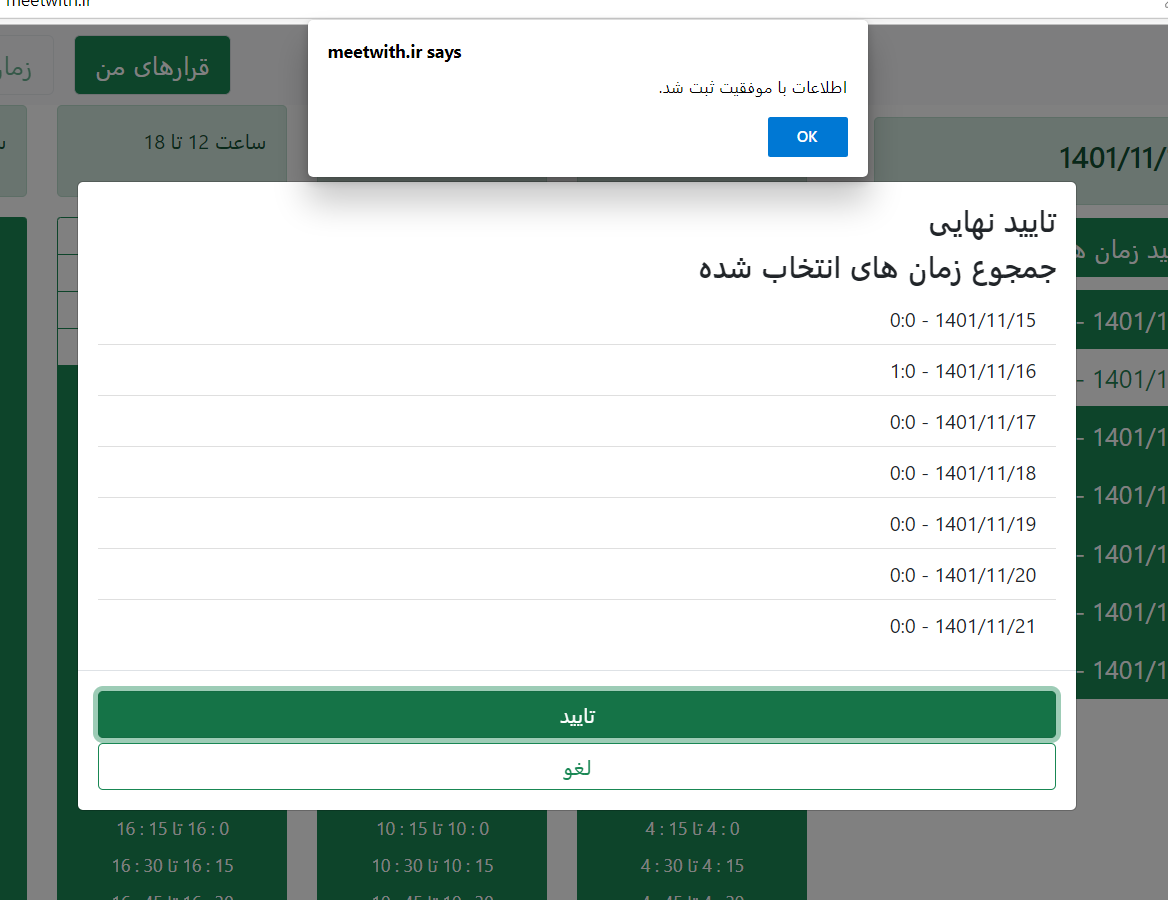 meetwith.ir
meetwith.ir says
اطلاعات با موفقیت ثبت شد.
OK
قرارهای من
ساعت 12 تا 18
1401/11/
تایید نهایی
جمجوع زمان های انتخاب شده
1401/11/15 - 0:0
1401/11/16 - 1:0
1401/11/17 - 0:0
1401/11/18 - 0:0
1401/11/19 - 0:0
1401/11/20 - 0:0
1401/11/21 - 0:0
تایید
لغو
زمان
1401/1 -
1401/1 -
1401/1 -
1401/1 -
1401/1 -
1401/1 -
1401/1 -
4 : 0 تا 4 : 15
10 : 0 تا 10 : 15
16 : 0 تا 16 : 15
4 : 15 تا 4 : 30
10 : 15 تا 10 : 30
16 : 15 تا 16 : 30